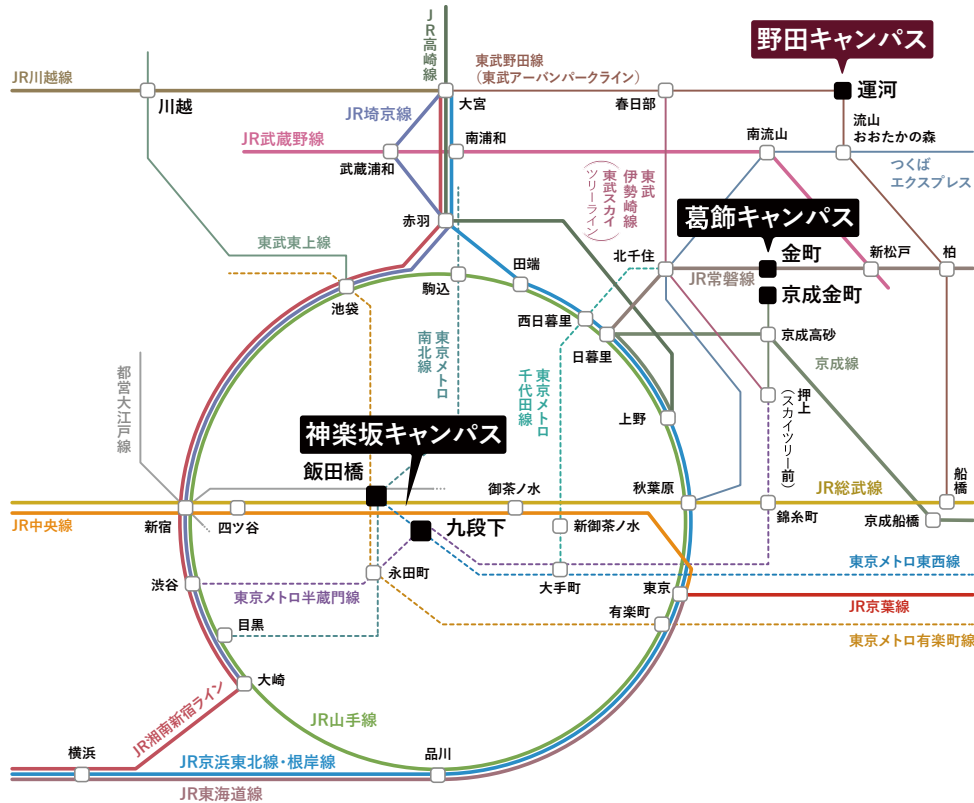 JR高崎線
野田キャンパス
東武野田線
（東武アーバンパークライン）
JR川越線
川越
大宮
春日部
運河
JR埼京線
流山
おおたかの森
JR武蔵野線
南浦和
武蔵浦和
南流山
つくば
エクスプレス
東武
伊勢崎線
（東武スカイ
ツリーライン）
葛飾キャンパス
赤羽
東武東上線
北千住
金町
新松戸
柏
田端
JR常磐線
駒込
京成金町
池袋
西日暮里
日暮里
京成高砂
東京メトロ
南北線
京成線
都営大江戸線
東京メトロ
千代田線
押上
（スカイツリー前）
上野
神楽坂キャンパス
飯田橋
船橋
御茶ノ水
秋葉原
JR総武線
JR中央線
新宿
四ツ谷
九段下
新御茶ノ水
錦糸町
京成船橋
東京メトロ東西線
永田町
大手町
渋谷
東京メトロ半蔵門線
東京
JR京葉線
有楽町
目黒
東京メトロ有楽町線
大崎
JR湘南新宿ライン
JR山手線
横浜
品川
JR京浜東北線・根岸線
JR東海道線